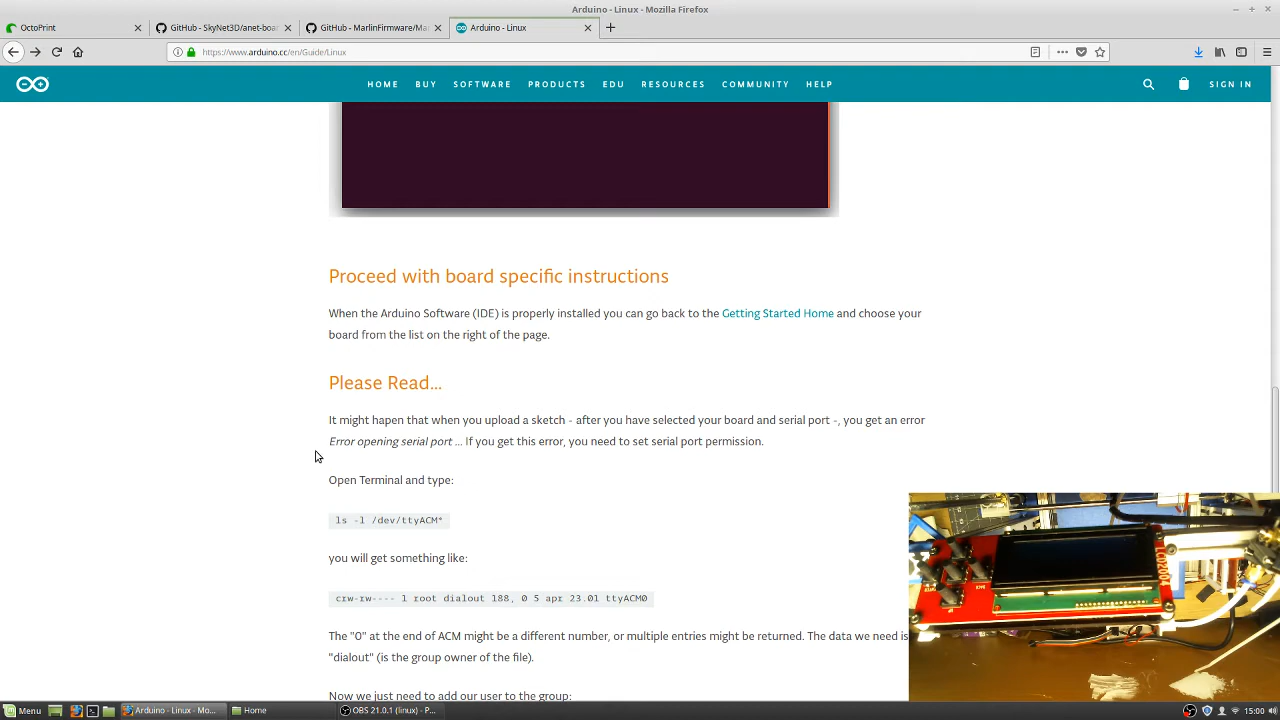 Arduino - Linux - Mozilla Firefox
OctoPrint
GitHub - SkyNet3D/anet-boar
GitHub - MarlinFirmware/Ma
Arduino - Linux
https://www.arduino.cc/en/Guide/Linux
HOME BUY SOFTWARE PRODUCTS EDU RESOURCES COMMUNITY HELP SIGN IN
Proceed with board specific instructions
When the Arduino Software (IDE) is properly installed you can go back to the Getting Started Home and choose your
board from the list on the right of the page.
Please Read...
It might hapen that when you upload a sketch - after you have selected your board and serial port -, you get an error
Error opening serial port ... If you get this error, you need to set serial port permission.
Open Terminal and type:
ls -l /dev/ttyACM*
you will get something like:
crw-rw---- 1 root dialout 188, 0 5 apr 23.01 ttyACM0
The "0" at the end of ACM might be a different number, or multiple entries might be returned. The data we need is
"dialout" (is the group owner of the file).
Now we just need to add our user to the group:
Menu
Arduino - Linux - Mo...
Home
OBS 21.0.1 (linux) - P...
15:00